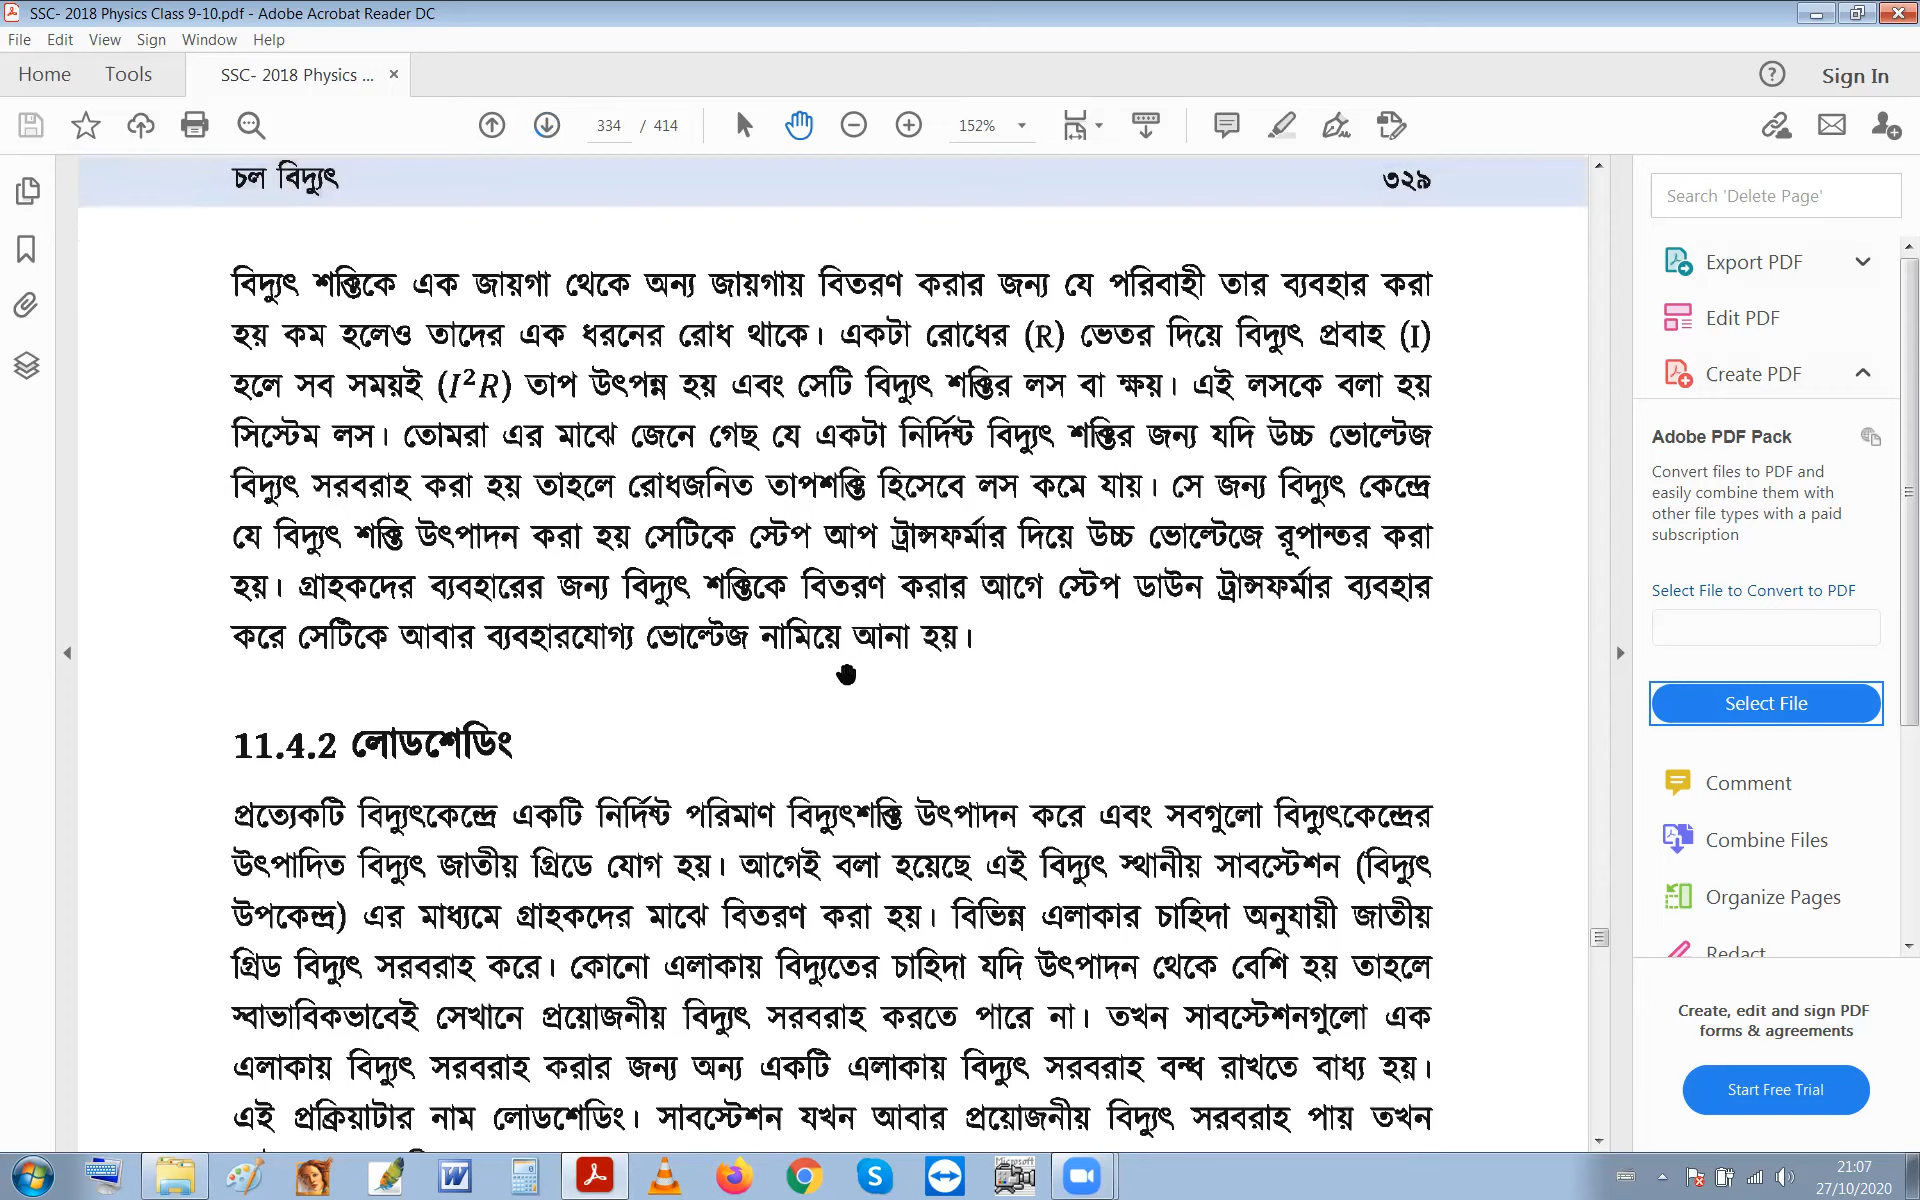 SSC- 2018 Physics Class 9-10.pdf - Adobe Acrobat Reader DC
File Edit View Sign Window Help
Home Tools SSC- 2018 Physics ... × Sign In
334 / 414 152%
চল বিদ্যুৎ ৩২৯
বিদ্যুৎ শক্তিকে এক জায়গা থেকে অন্য জায়গায় বিতরণ করার জন্য যে পরিবাহী তার ব্যবহার করা
হয় কম হলেও তাদের এক ধরনের রোধ থাকে। একটা রোধের (R) ভেতর দিয়ে বিদ্যুৎ প্রবাহ (I)
হলে সব সময়ই (I²R) তাপ উৎপন্ন হয় এবং সেটি বিদ্যুৎ শক্তির লস বা ক্ষয়। এই লসকে বলা হয়
সিস্টেম লস। তোমরা এর মাঝে জেনে গেছ যে একটা নির্দিষ্ট বিদ্যুৎ শক্তির জন্য যদি উচ্চ ভোল্টেজ
বিদ্যুৎ সরবরাহ করা হয় তাহলে রোধজনিত তাপশক্তি হিসেবে লস কমে যায়। সে জন্য বিদ্যুৎ কেন্দ্রে
যে বিদ্যুৎ শক্তি উৎপাদন করা হয় সেটিকে স্টেপ আপ ট্রান্সফর্মার দিয়ে উচ্চ ভোল্টেজে রূপান্তর করা
হয়। গ্রাহকদের ব্যবহারের জন্য বিদ্যুৎ শক্তিকে বিতরণ করার আগে স্টেপ ডাউন ট্রান্সফর্মার ব্যবহার
করে সেটিকে আবার ব্যবহারযোগ্য ভোল্টেজ নামিয়ে আনা হয়।
11.4.2 লোডশেডিং
প্রত্যেকটি বিদ্যুৎকেন্দ্রে একটি নির্দিষ্ট পরিমাণ বিদ্যুৎশক্তি উৎপাদন করে এবং সবগুলো বিদ্যুৎকেন্দ্রের
উৎপাদিত বিদ্যুৎ জাতীয় গ্রিডে যোগ হয়। আগেই বলা হয়েছে এই বিদ্যুৎ স্থানীয় সাবস্টেশন (বিদ্যুৎ
উপকেন্দ্র) এর মাধ্যমে গ্রাহকদের মাঝে বিতরণ করা হয়। বিভিন্ন এলাকার চাহিদা অনুযায়ী জাতীয়
গ্রিড বিদ্যুৎ সরবরাহ করে। কোনো এলাকায় বিদ্যুতের চাহিদা যদি উৎপাদন থেকে বেশি হয় তাহলে
স্বাভাবিকভাবেই সেখানে প্রয়োজনীয় বিদ্যুৎ সরবরাহ করতে পারে না। তখন সাবস্টেশনগুলো এক
এলাকায় বিদ্যুৎ সরবরাহ করার জন্য অন্য একটি এলাকায় বিদ্যুৎ সরবরাহ বন্ধ রাখতে বাধ্য হয়।
এই প্রক্রিয়াটার নাম লোডশেডিং। সাবস্টেশন যখন আবার প্রয়োজনীয় বিদ্যুৎ সরবরাহ পায় তখন
Search 'Delete Page'
Export PDF
Edit PDF
Create PDF
Adobe PDF Pack
Convert files to PDF and
easily combine them with
other file types with a paid
subscription
Select File to Convert to PDF
Select File
Comment
Combine Files
Organize Pages
Redact
Create, edit and sign PDF
forms & agreements
Start Free Trial
21:07
27/10/2020